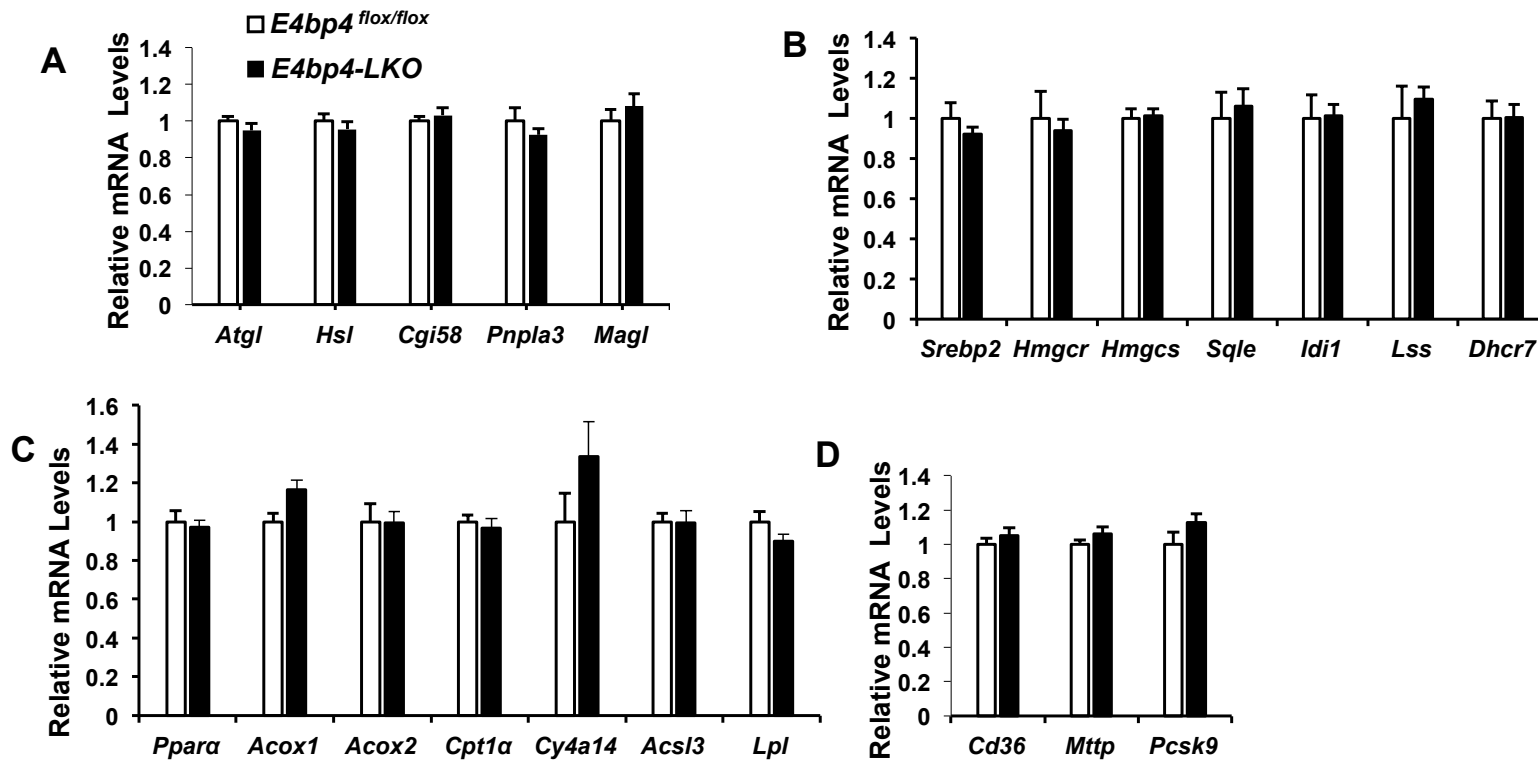 E4bp4 flox/flox
E4bp4-LKO
A
Relative mRNA Levels
1.4
1.2
1
0.8
0.6
0.4
0.2
0
Atgl Hsl Cgi58 Pnpla3 Magl
B
Relative mRNA Levels
1.4
1.2
1
0.8
0.6
0.4
0.2
0
Srebp2 Hmgcr Hmgcs Sqle Idi1 Lss Dhcr7
C
Relative mRNA Levels
1.6
1.4
1.2
1
0.8
0.6
0.4
0.2
0
Pparα Acox1 Acox2 Cpt1α Cy4a14 Acsl3 Lpl
D
Relative mRNA Levels
1.4
1.2
1
0.8
0.6
0.4
0.2
0
Cd36 Mttp Pcsk9